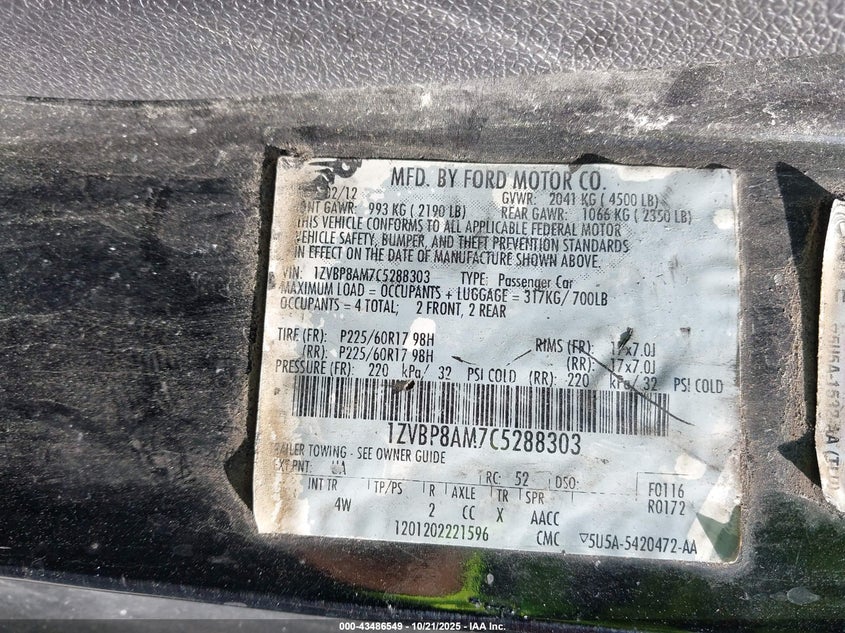 MFD. BY FORD MOTOR CO.
02/12 GVWR: 2041 KG ( 4500 LB)
FRONT GAWR: 993 KG ( 2190 LB) REAR GAWR: 1066 KG ( 2350 LB)
THIS VEHICLE CONFORMS TO ALL APPLICABLE FEDERAL MOTOR
VEHICLE SAFETY, BUMPER, AND THEFT PREVENTION STANDARDS
IN EFFECT ON THE DATE OF MANUFACTURE SHOWN ABOVE.
VIN: 1ZVBP8AM7C5288303 TYPE: Passenger Car
MAXIMUM LOAD = OCCUPANTS + LUGGAGE = 317KG/ 700LB
OCCUPANTS = 4 TOTAL; 2 FRONT, 2 REAR
TIRE (FR): P225/60R17 98H RIMS (FR): 17x7.0J
(RR): P225/60R17 98H (RR): 17x7.0J
PRESSURE (FR): 220 kPa/ 32 PSI COLD (RR): 220 kPa/ 32 PSI COLD
1ZVBP8AM7C5288303
TRAILER TOWING - SEE OWNER GUIDE
EXT PNT: UA RC: 52 DSO: F0116
INT TR TP/PS R AXLE TR SPR R0172
4W 2 CC X AACC
1201202221596 CMC ▽5U5A-5420472-AA
000-43486549 - 10/21/2025 - IAA Inc.